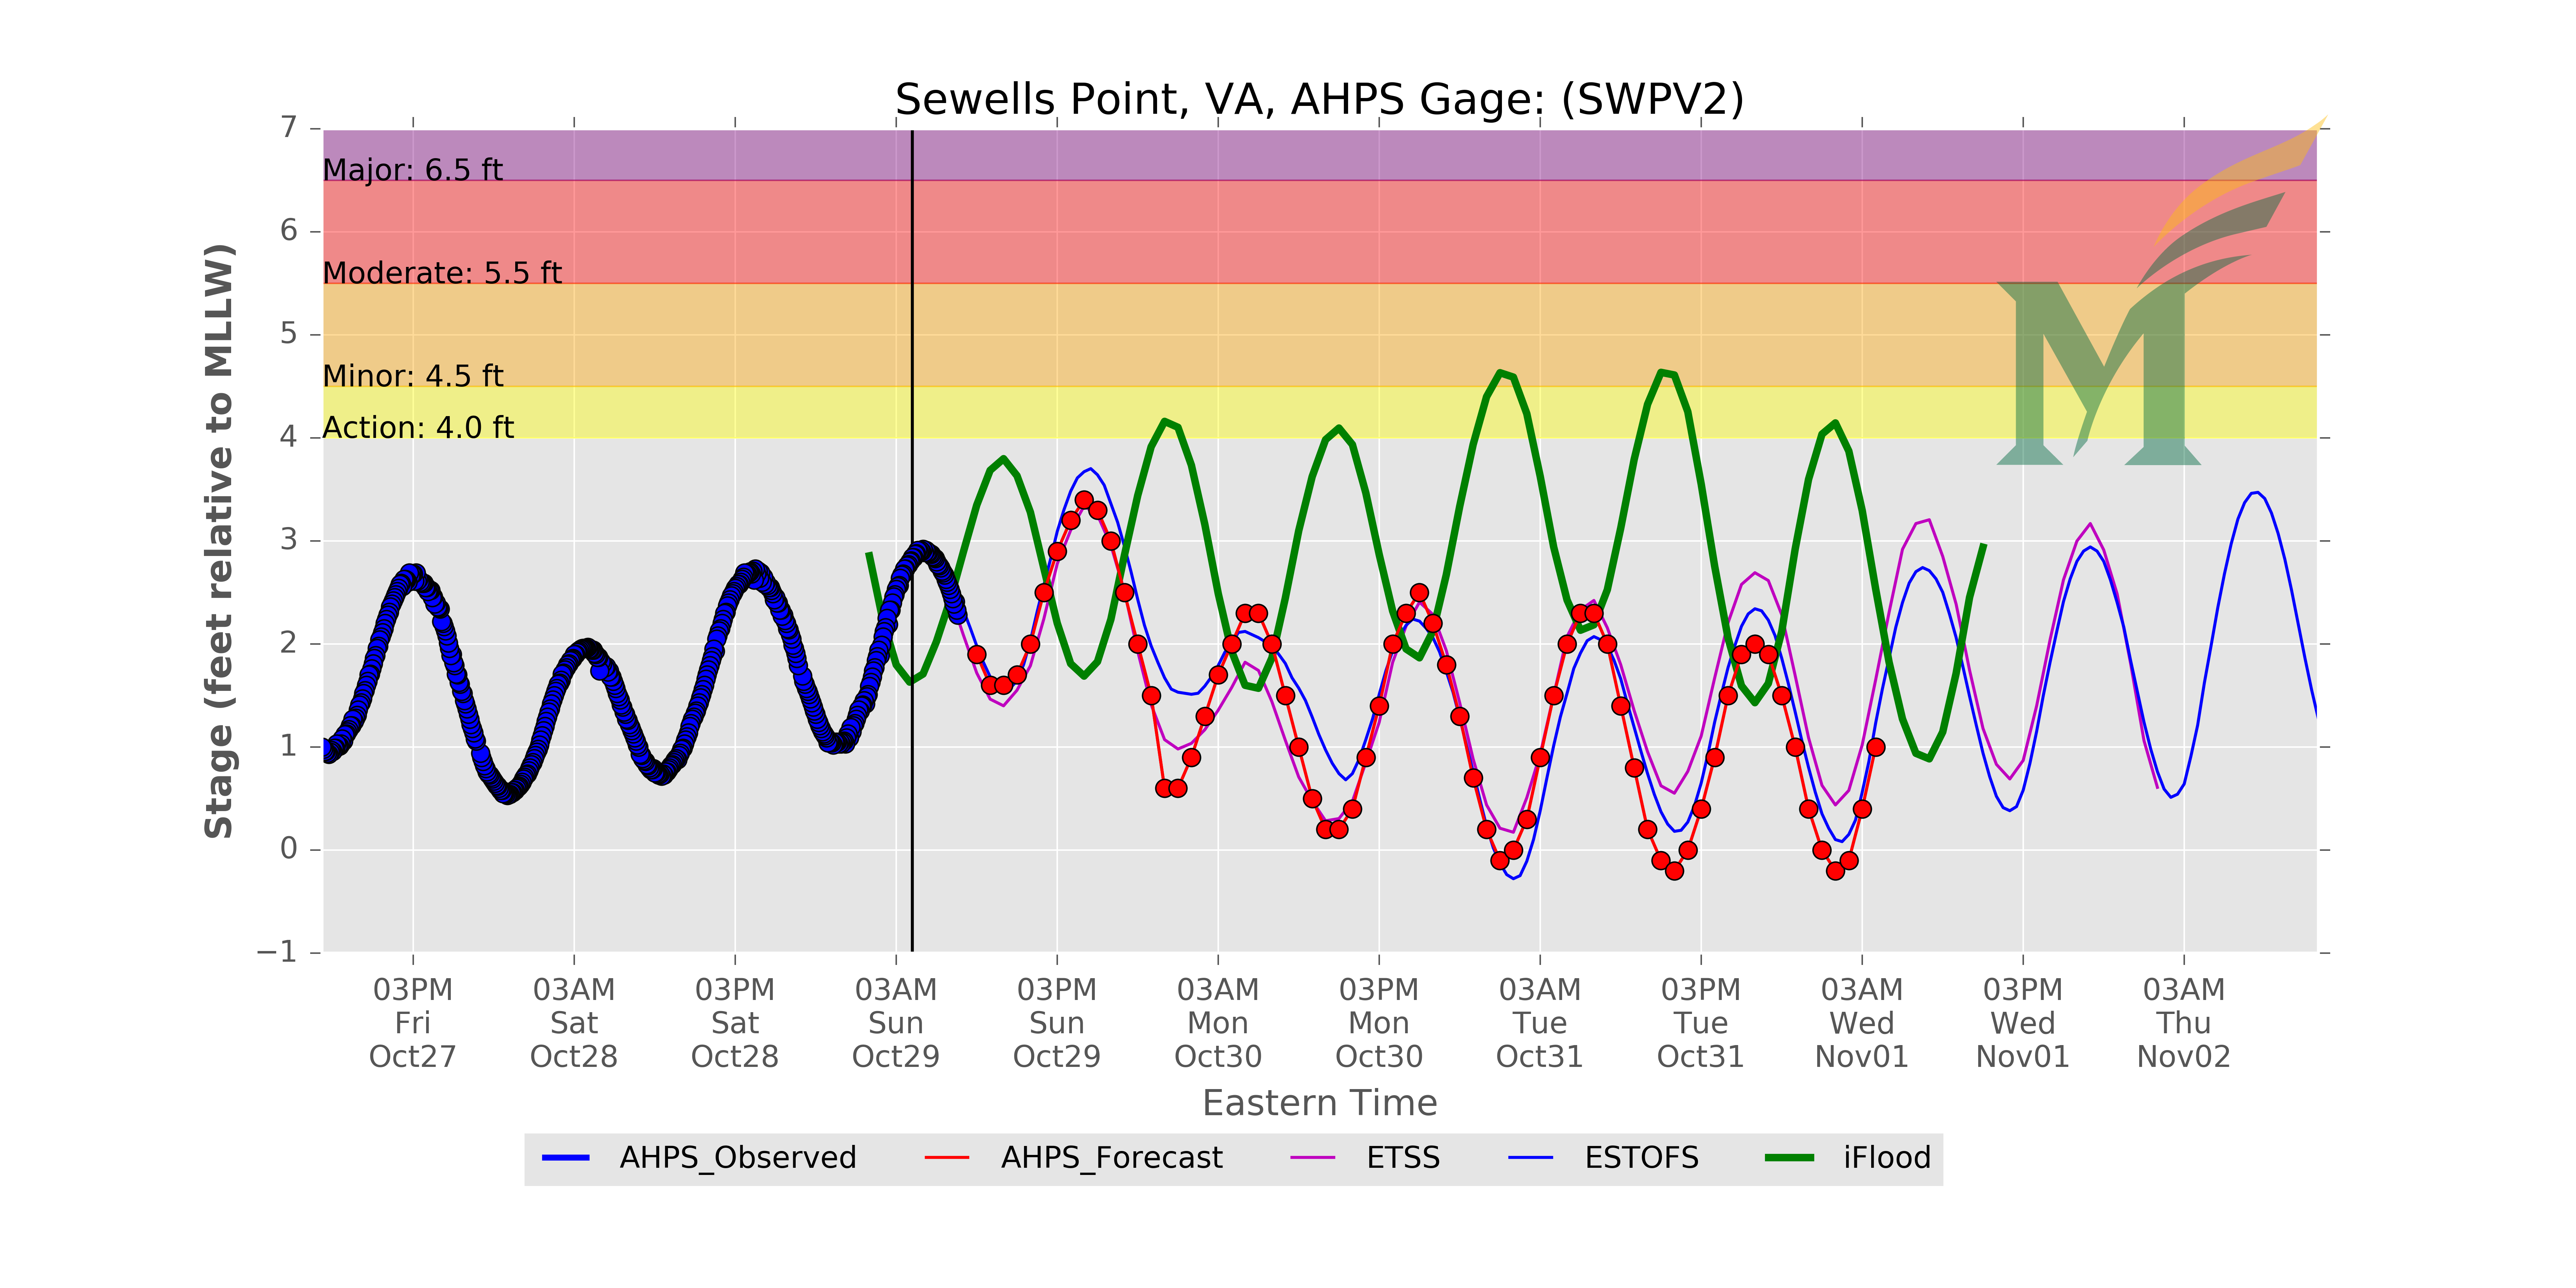 Sewells Point, VA, AHPS Gage: (SWPV2)
Stage (feet relative to MLLW)
7
6
5
4
3
2
1
0
−1
Major: 6.5 ft
Moderate: 5.5 ft
Minor: 4.5 ft
Action: 4.0 ft
M
03PM 03AM 03PM 03AM 03PM 03AM 03PM 03AM 03PM 03AM 03PM 03AM
Fri Sat Sat Sun Sun Mon Mon Tue Tue Wed Wed Thu
Oct27 Oct28 Oct28 Oct29 Oct29 Oct30 Oct30 Oct31 Oct31 Nov01 Nov01 Nov02
Eastern Time
AHPS_Observed AHPS_Forecast ETSS ESTOFS iFlood